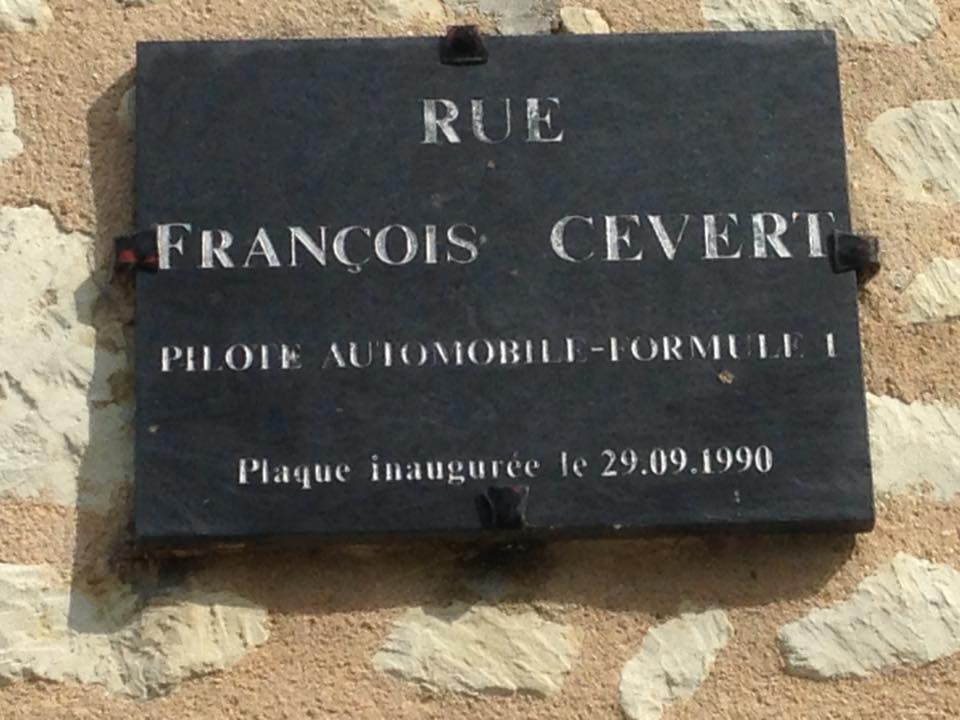 RUE
FRANÇOIS CEVERT
PILOTE AUTOMOBILE-FORMULE 1
Plaque inaugurée le 29.09.1990